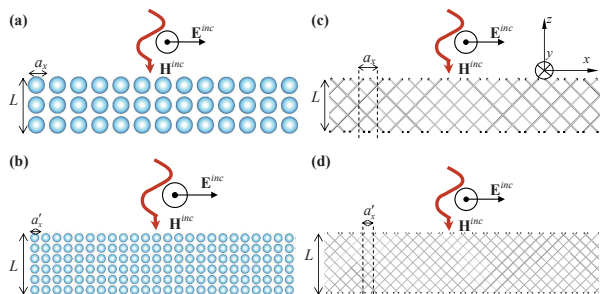 (a)
a_x
E^{inc}
H^{inc}
L
(c)
a_x
E^{inc}
H^{inc}
L
z
y
x
(b)
a'_x
E^{inc}
H^{inc}
L
(d)
a'_x
E^{inc}
H^{inc}
L